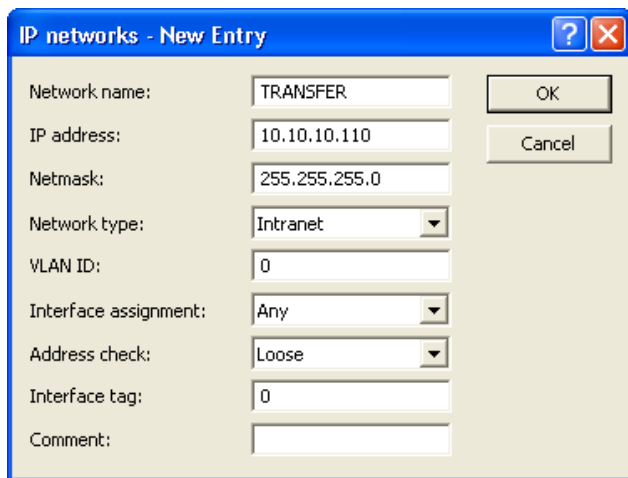 IP networks - New Entry
Network name: TRANSFER OK
IP address: 10.10.10.110 Cancel
Netmask: 255.255.255.0
Network type: Intranet
VLAN ID: 0
Interface assignment: Any
Address check: Loose
Interface tag: 0
Comment: